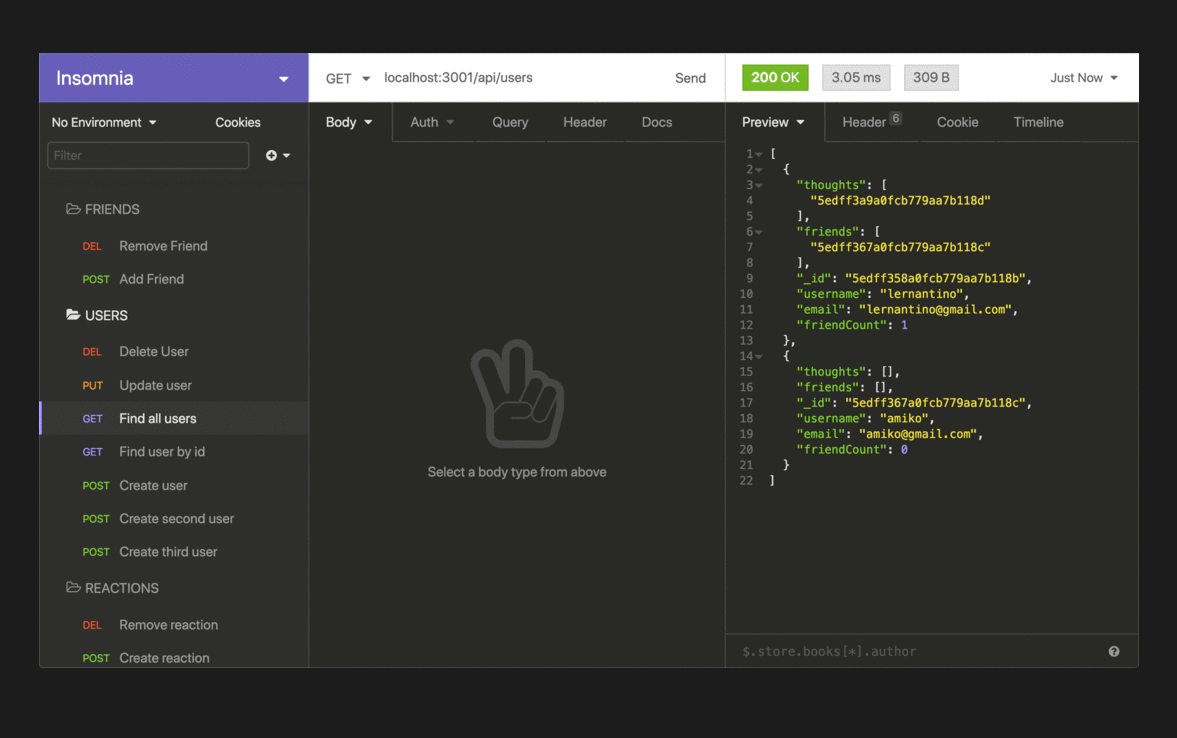 Insomnia
GET localhost:3001/api/users Send
200 OK 3.05 ms 309 B Just Now
No Environment Cookies
Filter
FRIENDS
DEL Remove Friend
POST Add Friend
USERS
DEL Delete User
PUT Update user
GET Find all users
GET Find user by id
POST Create user
POST Create second user
POST Create third user
REACTIONS
DEL Remove reaction
POST Create reaction
Body Auth Query Header Docs
Select a body type from above
Preview Header 6 Cookie Timeline
1 [
2 {
3 "thoughts": [
4 "5edff3a9a0fcb779aa7b118d"
5 ],
6 "friends": [
7 "5edff367a0fcb779aa7b118c"
8 ],
9 "_id": "5edff358a0fcb779aa7b118b",
10 "username": "lernantino",
11 "email": "lernantino@gmail.com",
12 "friendCount": 1
13 },
14 {
15 "thoughts": [],
16 "friends": [],
17 "_id": "5edff367a0fcb779aa7b118c",
18 "username": "amiko",
19 "email": "amiko@gmail.com",
20 "friendCount": 0
21 }
22 ]
$.store.books[*].author